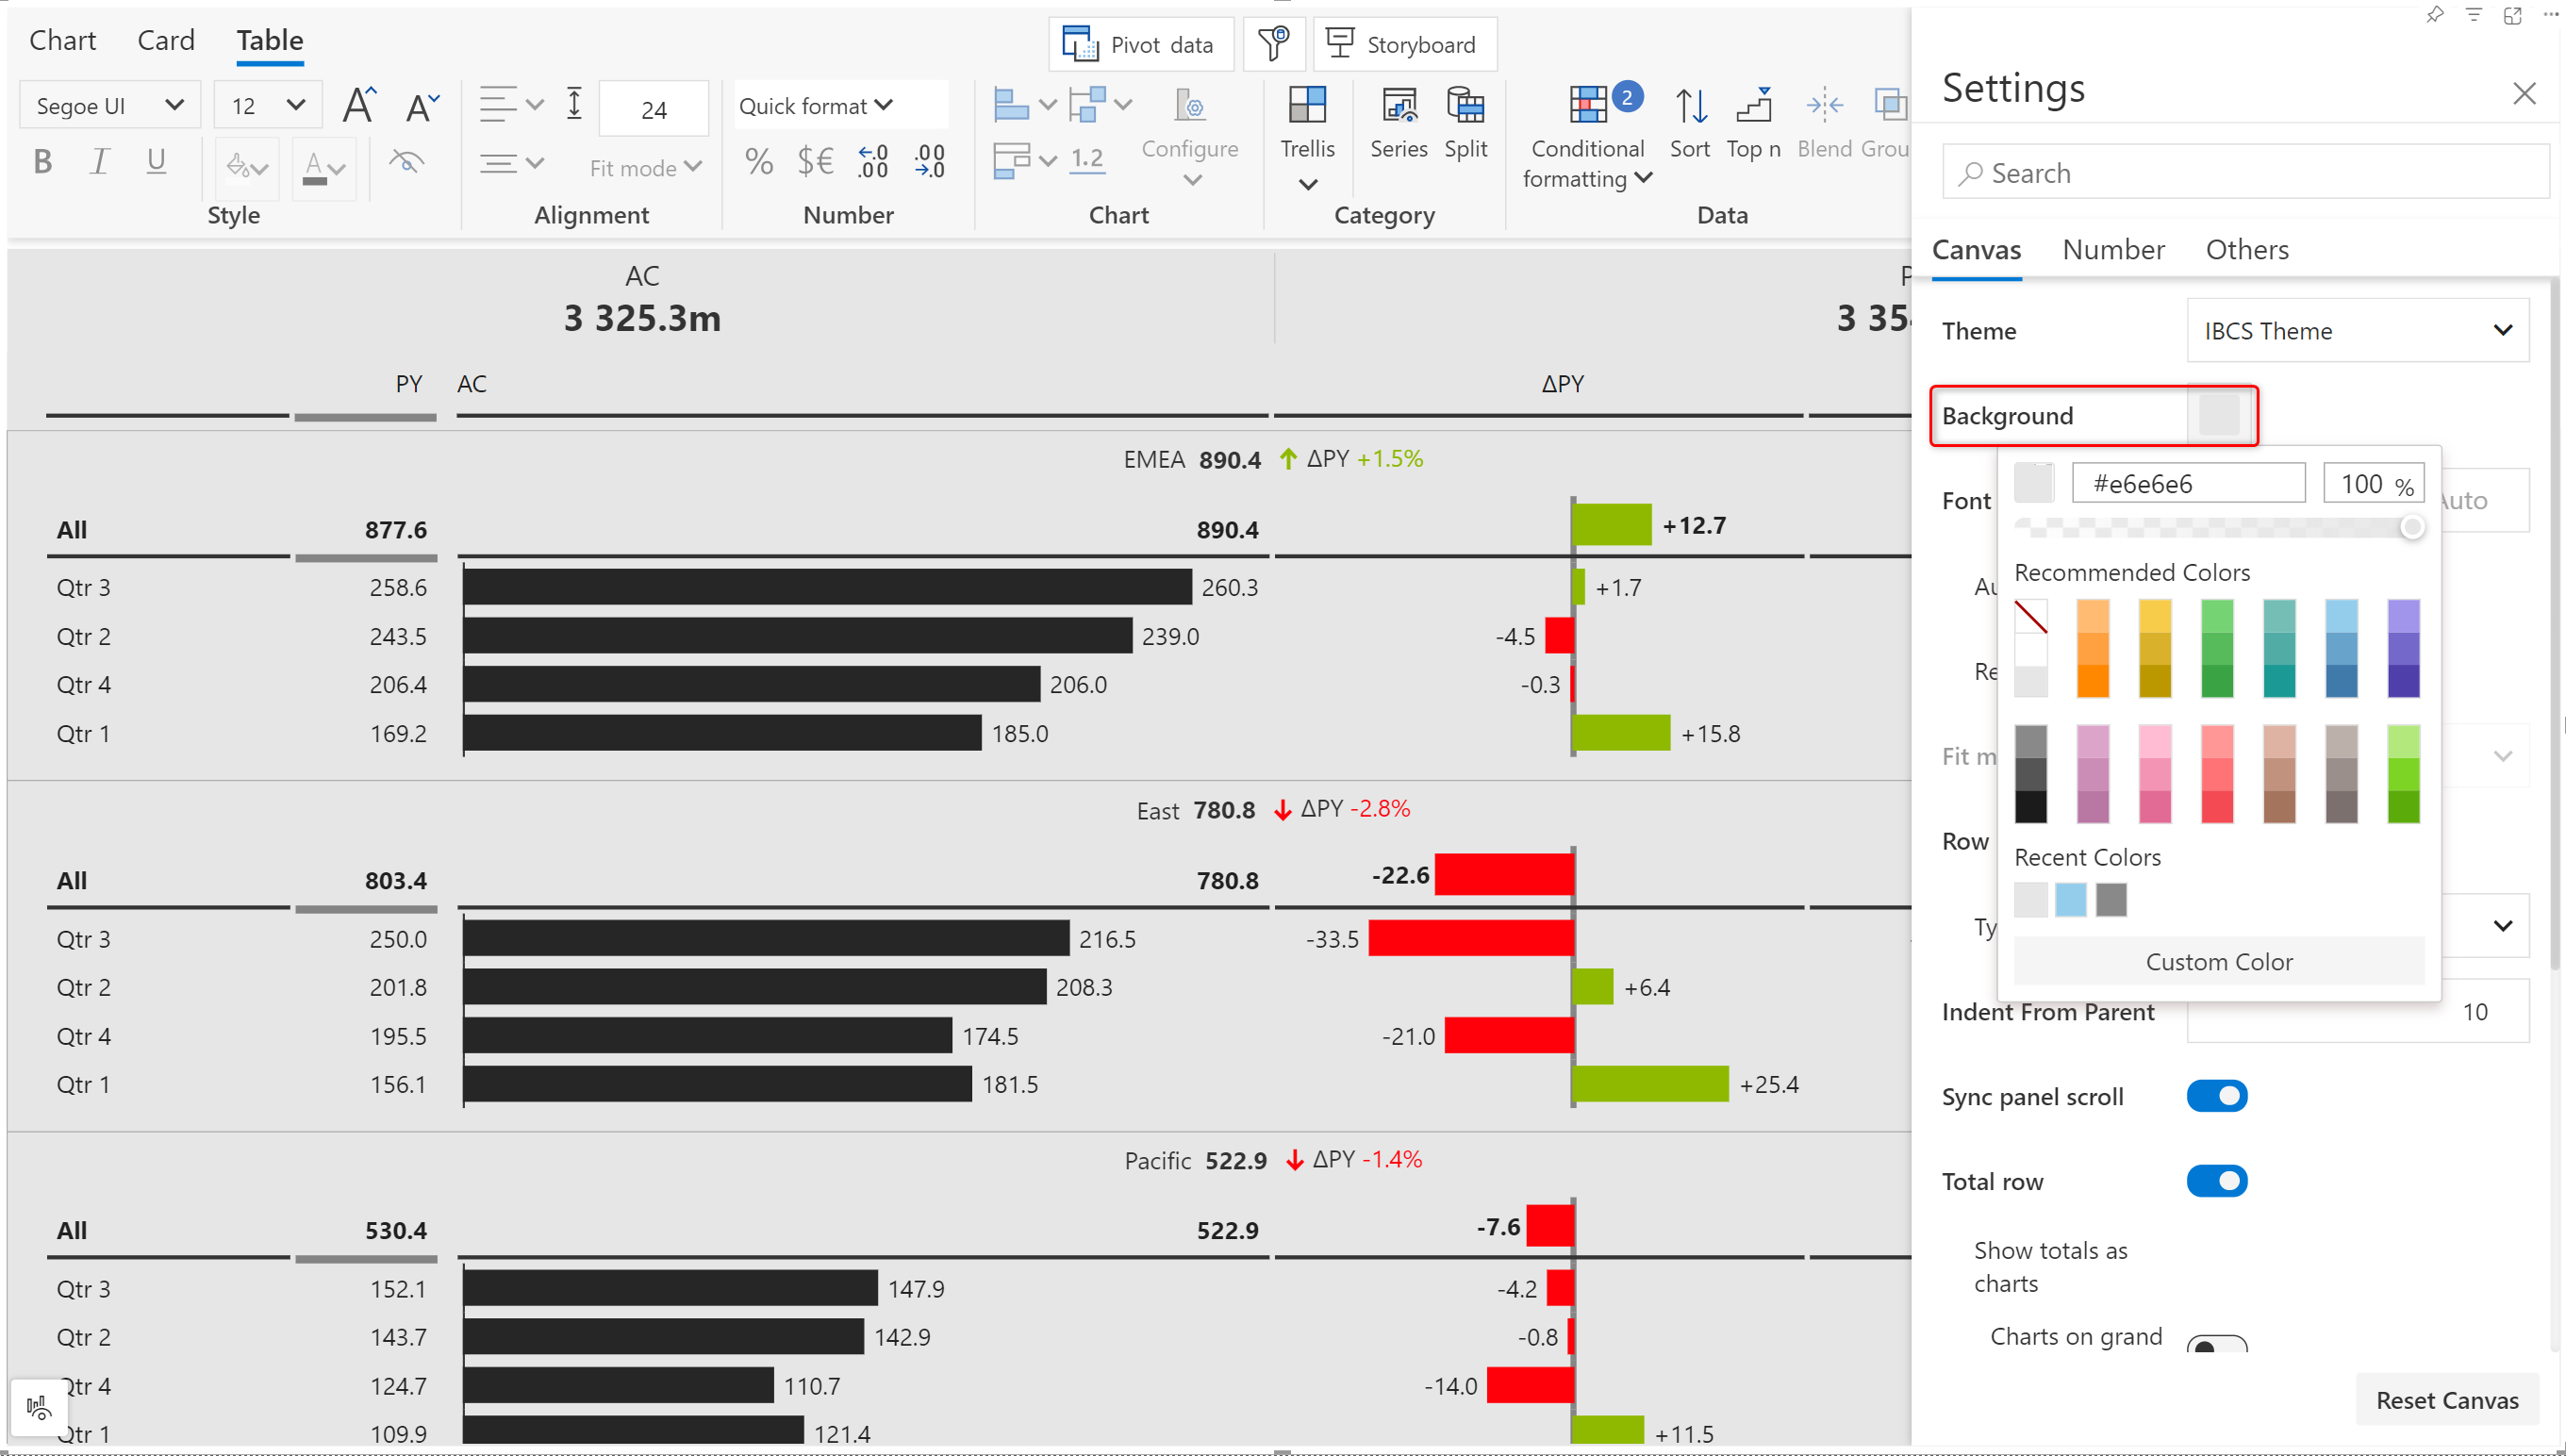 Chart Card Table
Pivot data
Storyboard
Segoe UI 12 A A 24 Quick format
B I U A Fit mode % $€ .0 .00 .00 .0 1.2 Configure
Trellis Series Split
2
Conditional formatting Sort Top n Blend Grou
Style Alignment Number Chart Category Data
AC
3 325.3m
3 35
PY AC ΔPY
EMEA 890.4 ΔPY +1.5%
All 877.6 890.4 +12.7
Qtr 3 258.6 260.3 +1.7
Qtr 2 243.5 239.0 -4.5
Qtr 4 206.4 206.0 -0.3
Qtr 1 169.2 185.0 +15.8
East 780.8 ΔPY -2.8%
All 803.4 780.8 -22.6
Qtr 3 250.0 216.5 -33.5
Qtr 2 201.8 208.3 +6.4
Qtr 4 195.5 174.5 -21.0
Qtr 1 156.1 181.5 +25.4
Pacific 522.9 ΔPY -1.4%
All 530.4 522.9 -7.6
Qtr 3 152.1 147.9 -4.2
Qtr 2 143.7 142.9 -0.8
Qtr 4 124.7 110.7 -14.0
Qtr 1 109.9 121.4 +11.5
Settings
Search
Canvas Number Others
Theme IBCS Theme
Background
#e6e6e6 100 %
Font Auto
Recommended Colors
Au
Re
Fit m
Row
Recent Colors
Ty
Custom Color
Indent From Parent 10
Sync panel scroll
Total row
Show totals as
charts
Charts on grand
Reset Canvas